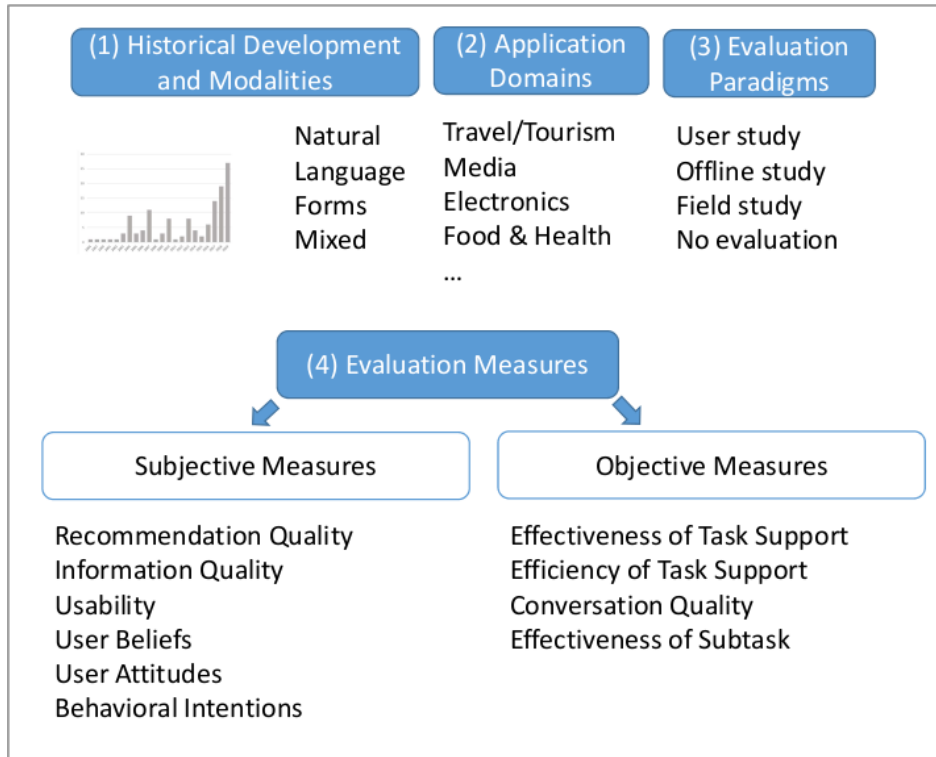 (1) Historical Development
and Modalities
(2) Application
Domains
(3) Evaluation
Paradigms
Natural
Language
Forms
Mixed
Travel/Tourism
Media
Electronics
Food & Health
...
User study
Offline study
Field study
No evaluation
(4) Evaluation Measures
Subjective Measures
Objective Measures
Recommendation Quality
Information Quality
Usability
User Beliefs
User Attitudes
Behavioral Intentions
Effectiveness of Task Support
Efficiency of Task Support
Conversation Quality
Effectiveness of Subtask